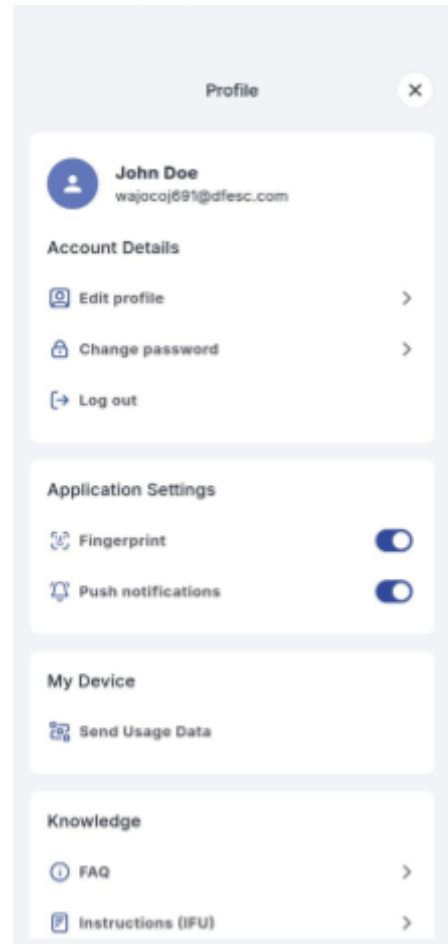 Profile
John Doe
wajocoj691@dfesc.com
Account Details
Edit profile
Change password
Log out
Application Settings
Fingerprint
Push notifications
My Device
Send Usage Data
Knowledge
FAQ
Instructions (IFU)